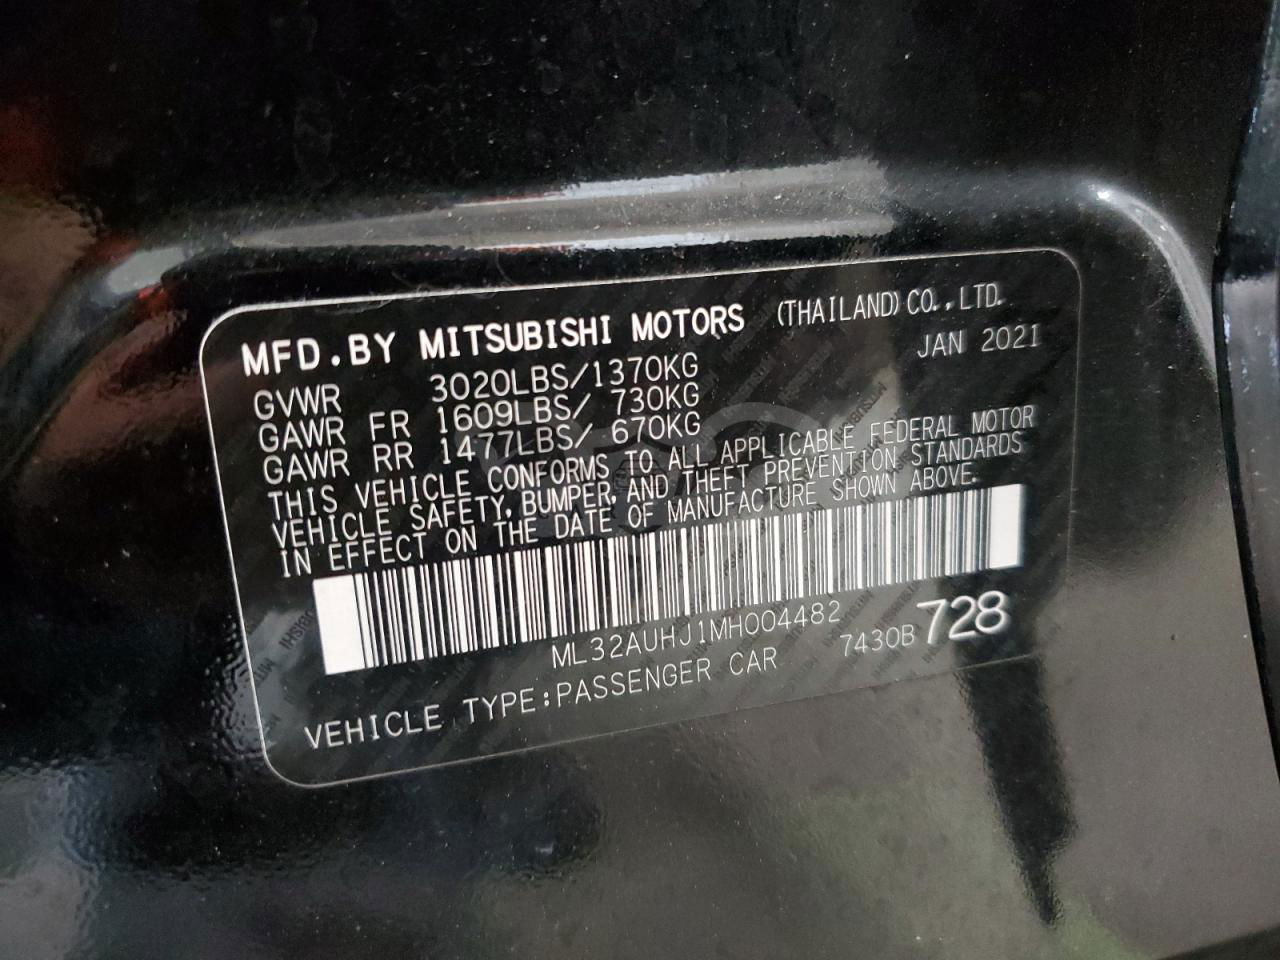 MFD.BY MITSUBISHI MOTORS (THAILAND) CO., LTD.
JAN 2021
GVWR 3020LBS/1370KG
GAWR FR 1609LBS/ 730KG
GAWR RR 1477LBS/ 670KG
THIS VEHICLE CONFORMS TO ALL APPLICABLE FEDERAL MOTOR
VEHICLE SAFETY, BUMPER, AND THEFT PREVENTION STANDARDS
IN EFFECT ON THE DATE OF MANUFACTURE SHOWN ABOVE.
ML32AUHJ1MH004482
7430B 728
VEHICLE TYPE:PASSENGER CAR